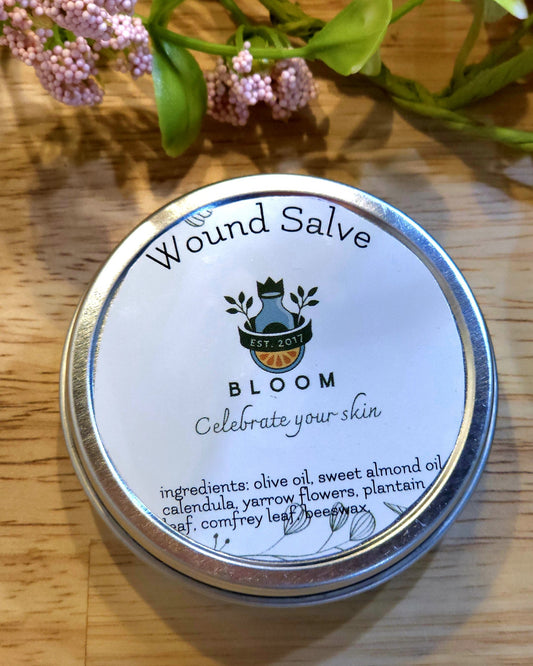 Wound Salve
EST. 2017
BLOOM
Celebrate your skin
ingredients: olive oil, sweet almond oil
calendula, yarrow flowers, plantain
leaf, comfrey leaf, beeswax